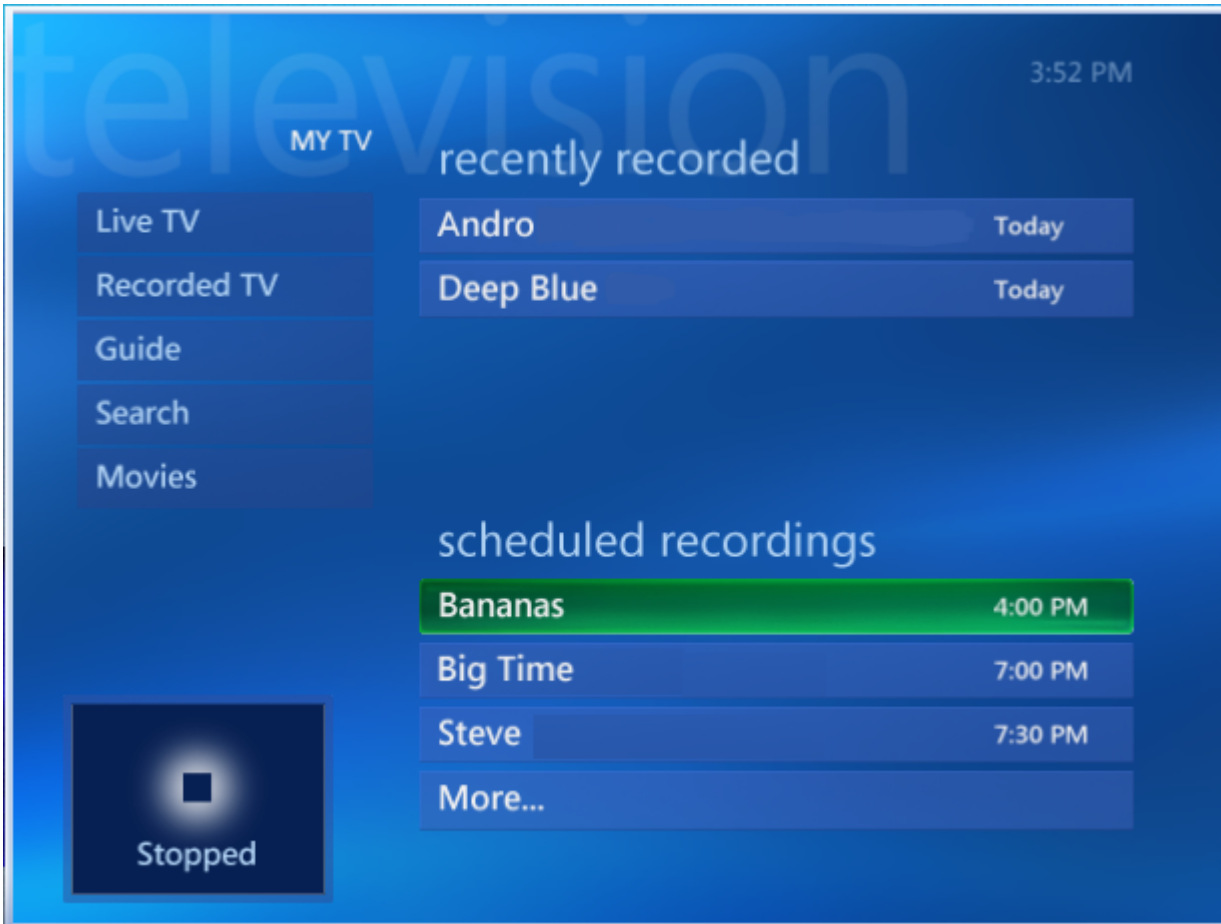 television
3:52 PM
MY TV
Live TV
Recorded TV
Guide
Search
Movies
recently recorded
Andro Today
Deep Blue Today
scheduled recordings
Bananas 4:00 PM
Big Time 7:00 PM
Steve 7:30 PM
More...
Stopped